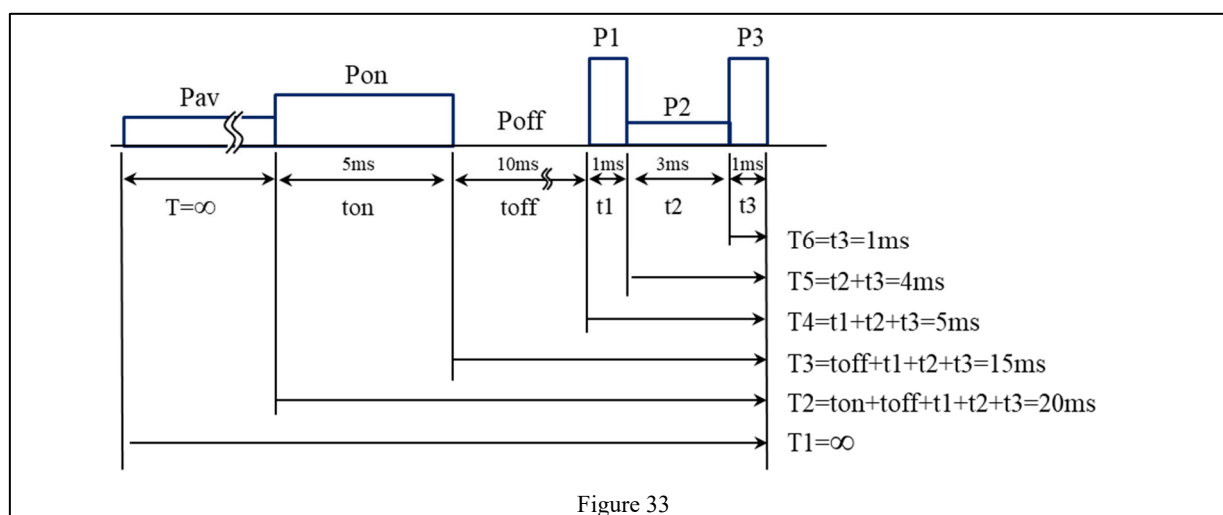 P1 P3
Pon
Pav P2
Poff
5ms 10ms 1ms 3ms 1ms
T=∞ ton toff t1 t2 t3
T6=t3=1ms
T5=t2+t3=4ms
T4=t1+t2+t3=5ms
T3=toff+t1+t2+t3=15ms
T2=ton+toff+t1+t2+t3=20ms
T1=∞
Figure 33